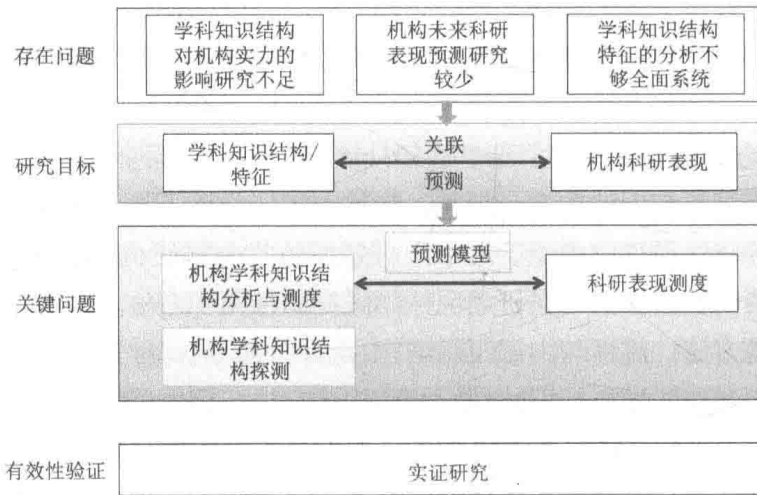 存在问题
学科知识结构
对机构实力的
影响研究不足
机构未来科研
表现预测研究
较少
学科知识结构
特征的分析不
够全面系统
研究目标
学科知识结构/
特征
关联
预测
机构科研表现
关键问题
预测模型
机构学科知识结
构分析与测度
科研表现测度
机构学科知识结
构探测
有效性验证
实证研究